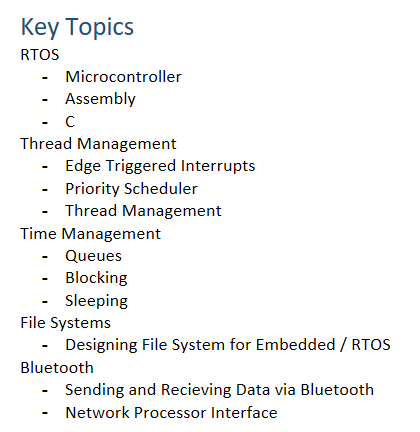 Key Topics
RTOS
- Microcontroller
- Assembly
- C
Thread Management
- Edge Triggered Interrupts
- Priority Scheduler
- Thread Management
Time Management
- Queues
- Blocking
- Sleeping
File Systems
- Designing File System for Embedded / RTOS
Bluetooth
- Sending and Recieving Data via Bluetooth
- Network Processor Interface